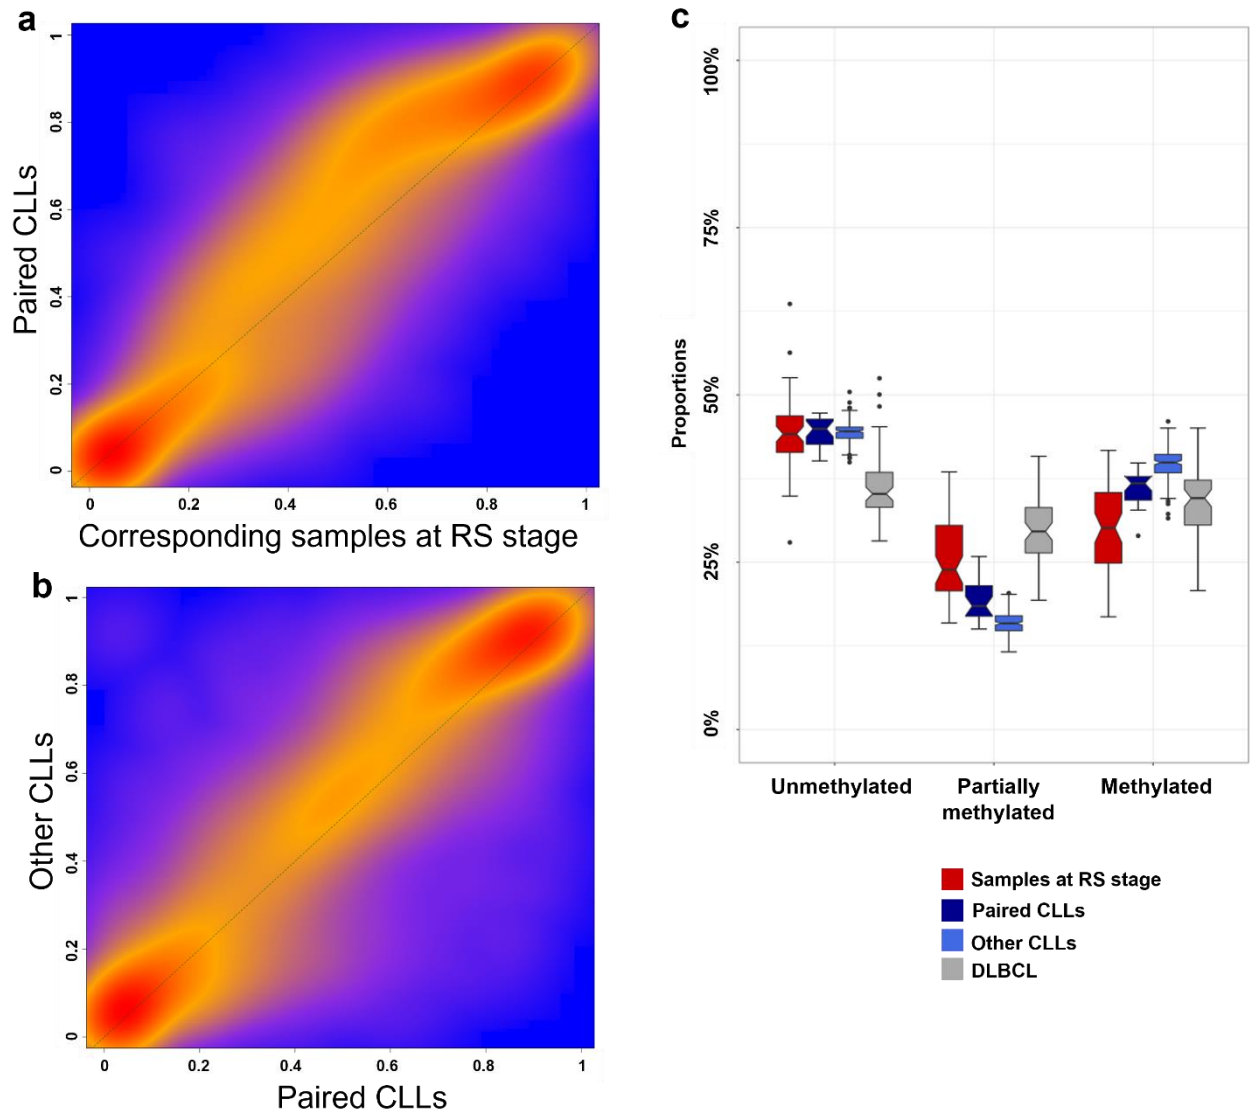 a
Paired CLLs
1
0.8
0.6
0.4
0.2
0
0 0.2 0.4 0.6 0.8 1
Corresponding samples at RS stage
b
Other CLLs
1
0.8
0.6
0.4
0.2
0
0 0.2 0.4 0.6 0.8 1
Paired CLLs
c
Proportions
100%
75%
50%
25%
0%
Unmethylated
Partially
methylated
Methylated
Samples at RS stage
Paired CLLs
Other CLLs
DLBCL